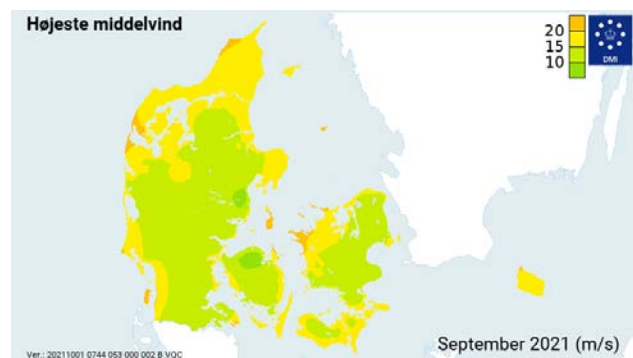 Højeste middelvind
20
15
10
DMI
September 2021 (m/s)
Ver.: 20211001 0744 053 000 002 B VQC